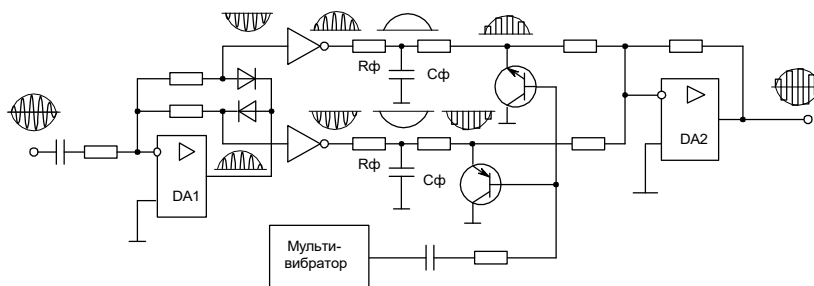 Rф
Cф
Rф
Cф
DA1
DA2
Мульти-
вибратор